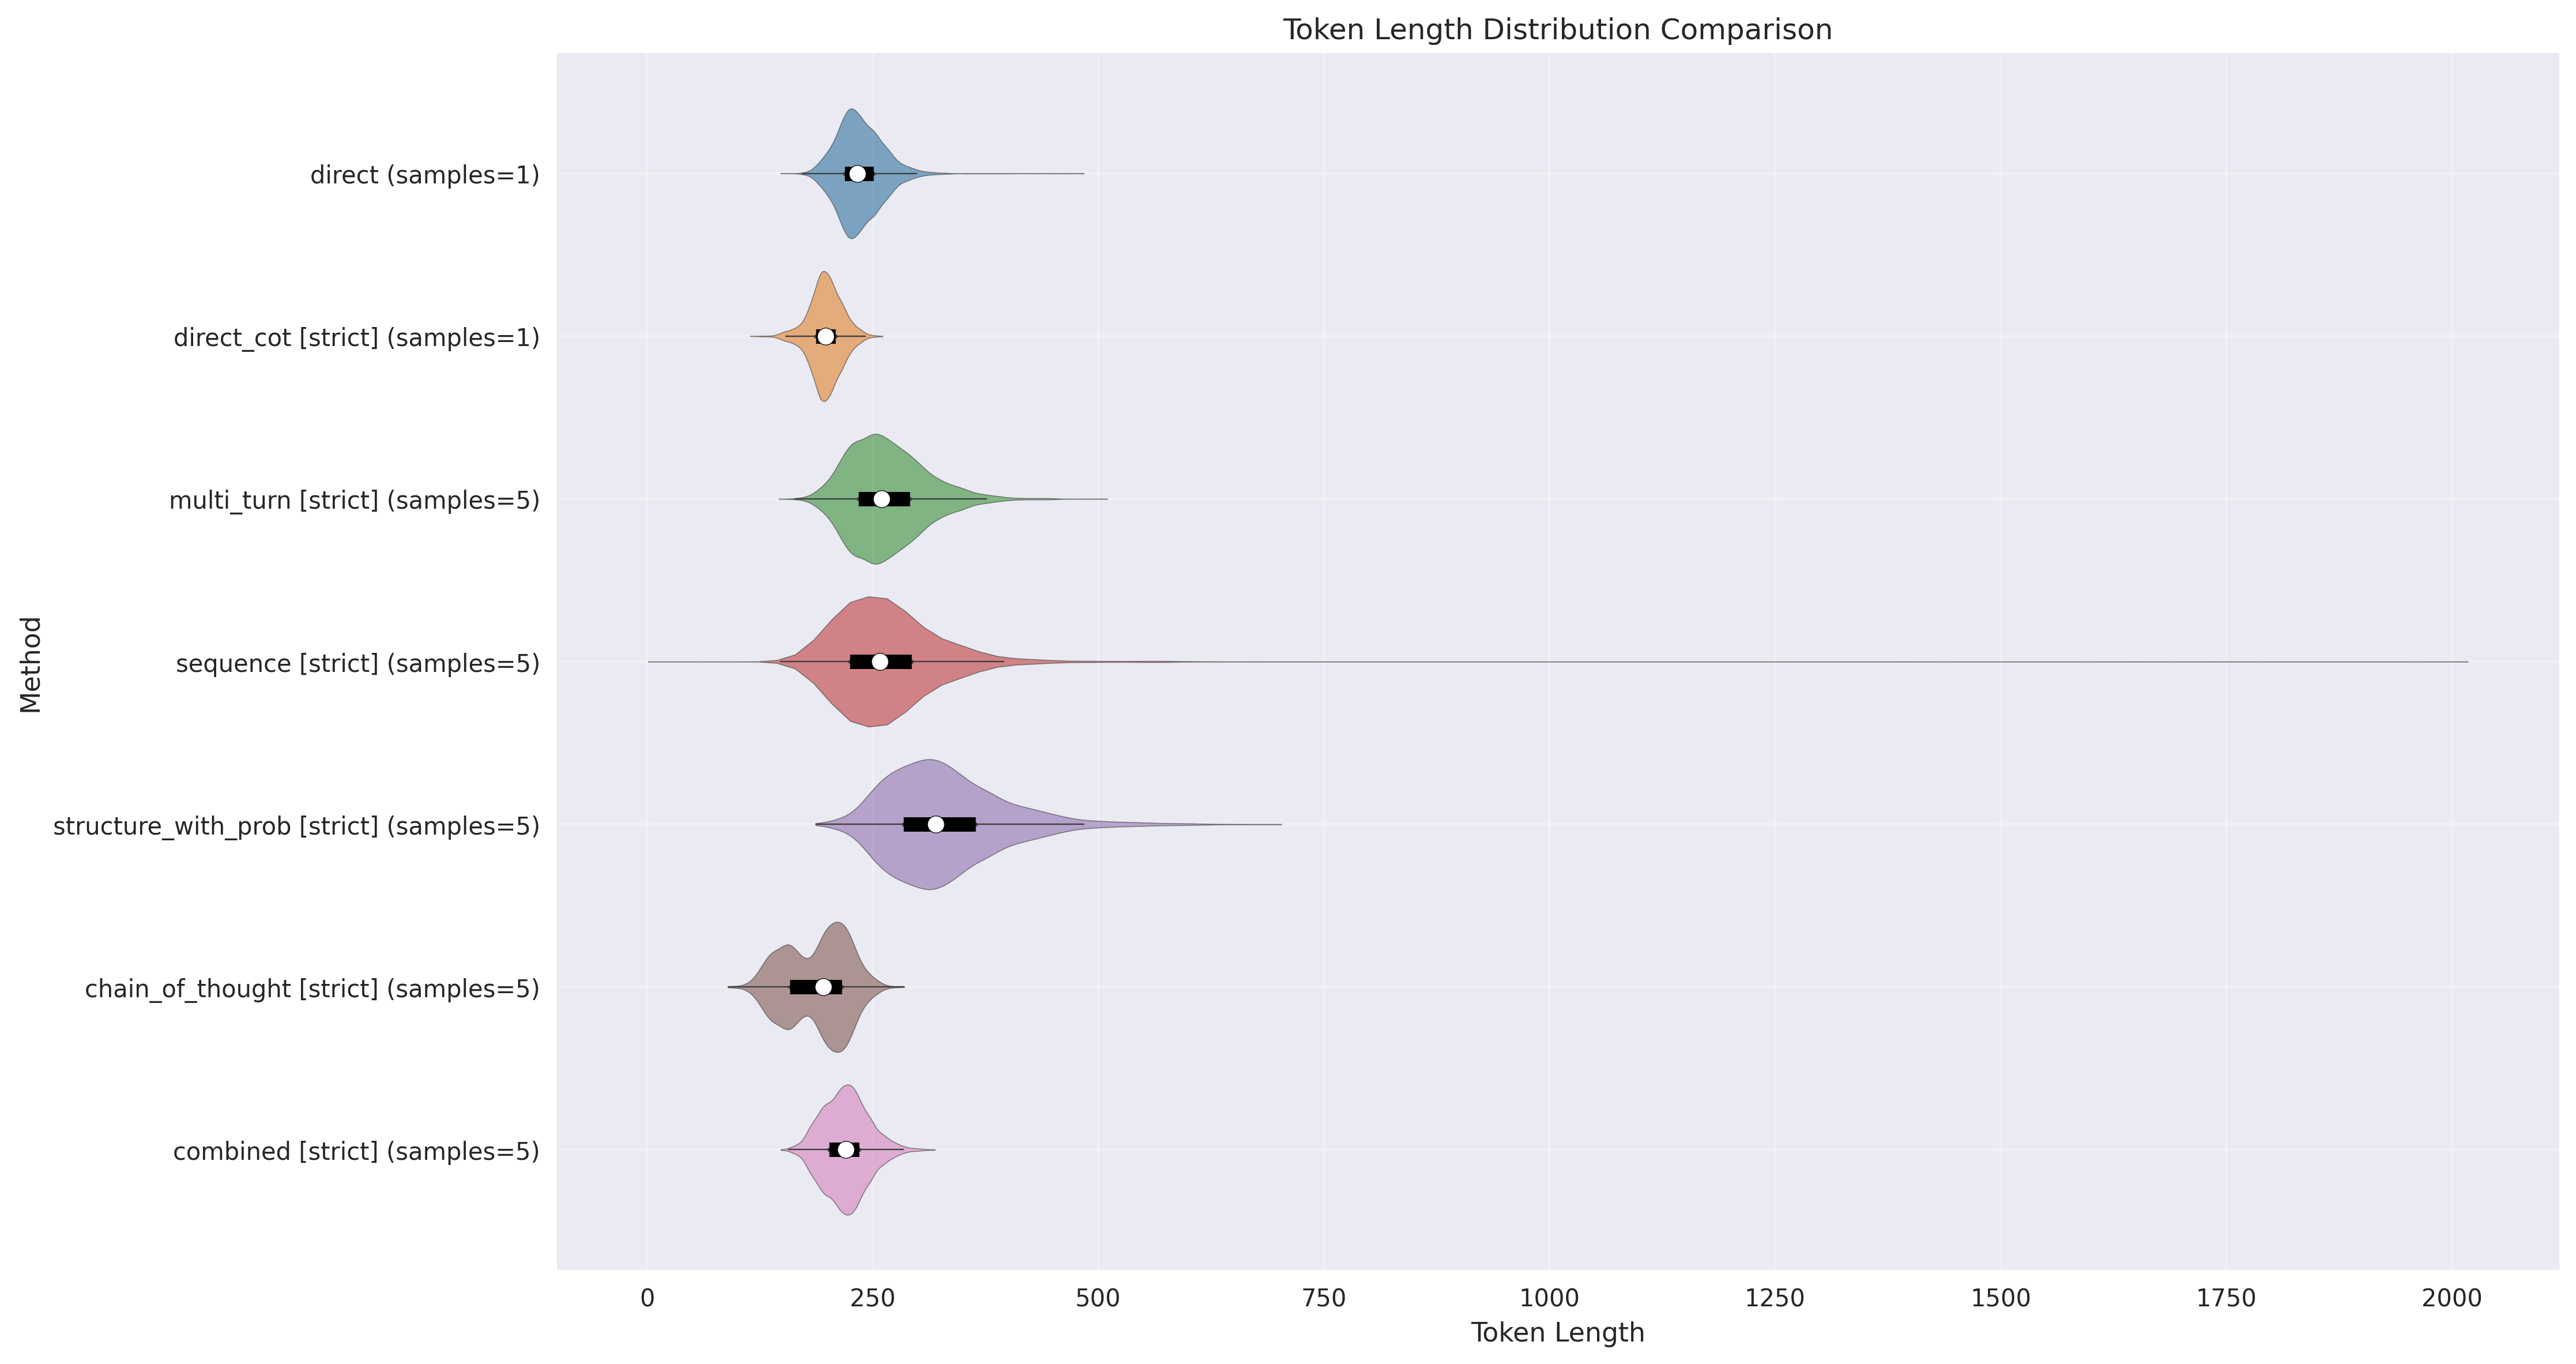 Token Length Distribution Comparison
Method
direct (samples=1)
direct_cot [strict] (samples=1)
multi_turn [strict] (samples=5)
sequence [strict] (samples=5)
structure_with_prob [strict] (samples=5)
chain_of_thought [strict] (samples=5)
combined [strict] (samples=5)
0 250 500 750 1000 1250 1500 1750 2000
Token Length